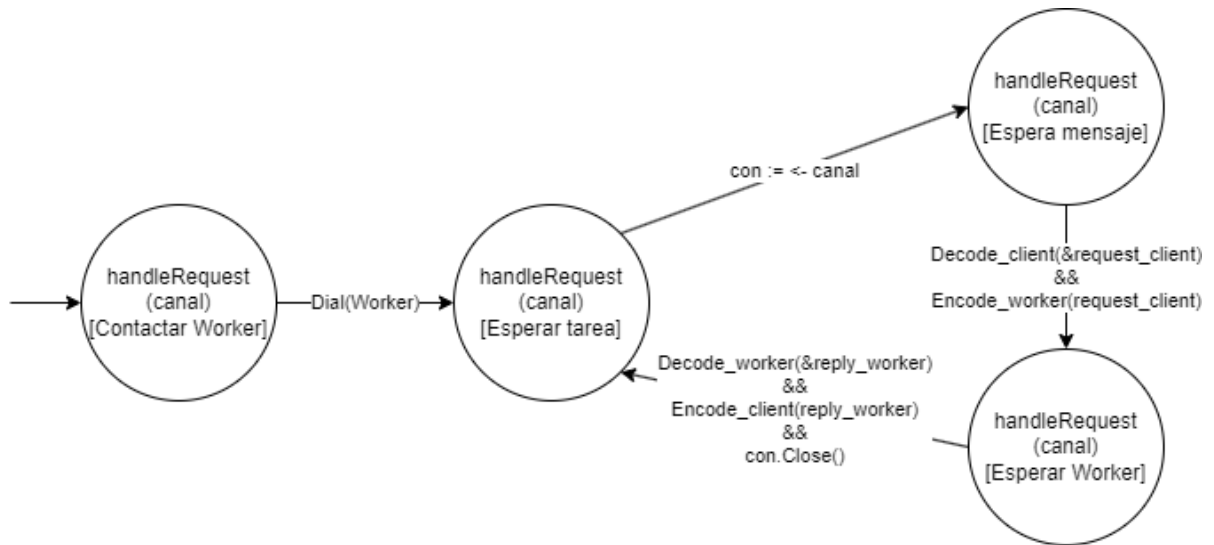 handleRequest
(canal)
[Espera mensaje]
con := <- canal
handleRequest
(canal)
[Contactar Worker]
Dial(Worker)
handleRequest
(canal)
[Esperar tarea]
Decode_client(&request_client)
&&
Encode_worker(request_client)
Decode_worker(&reply_worker)
&&
Encode_client(reply_worker)
&&
con.Close()
handleRequest
(canal)
[Esperar Worker]